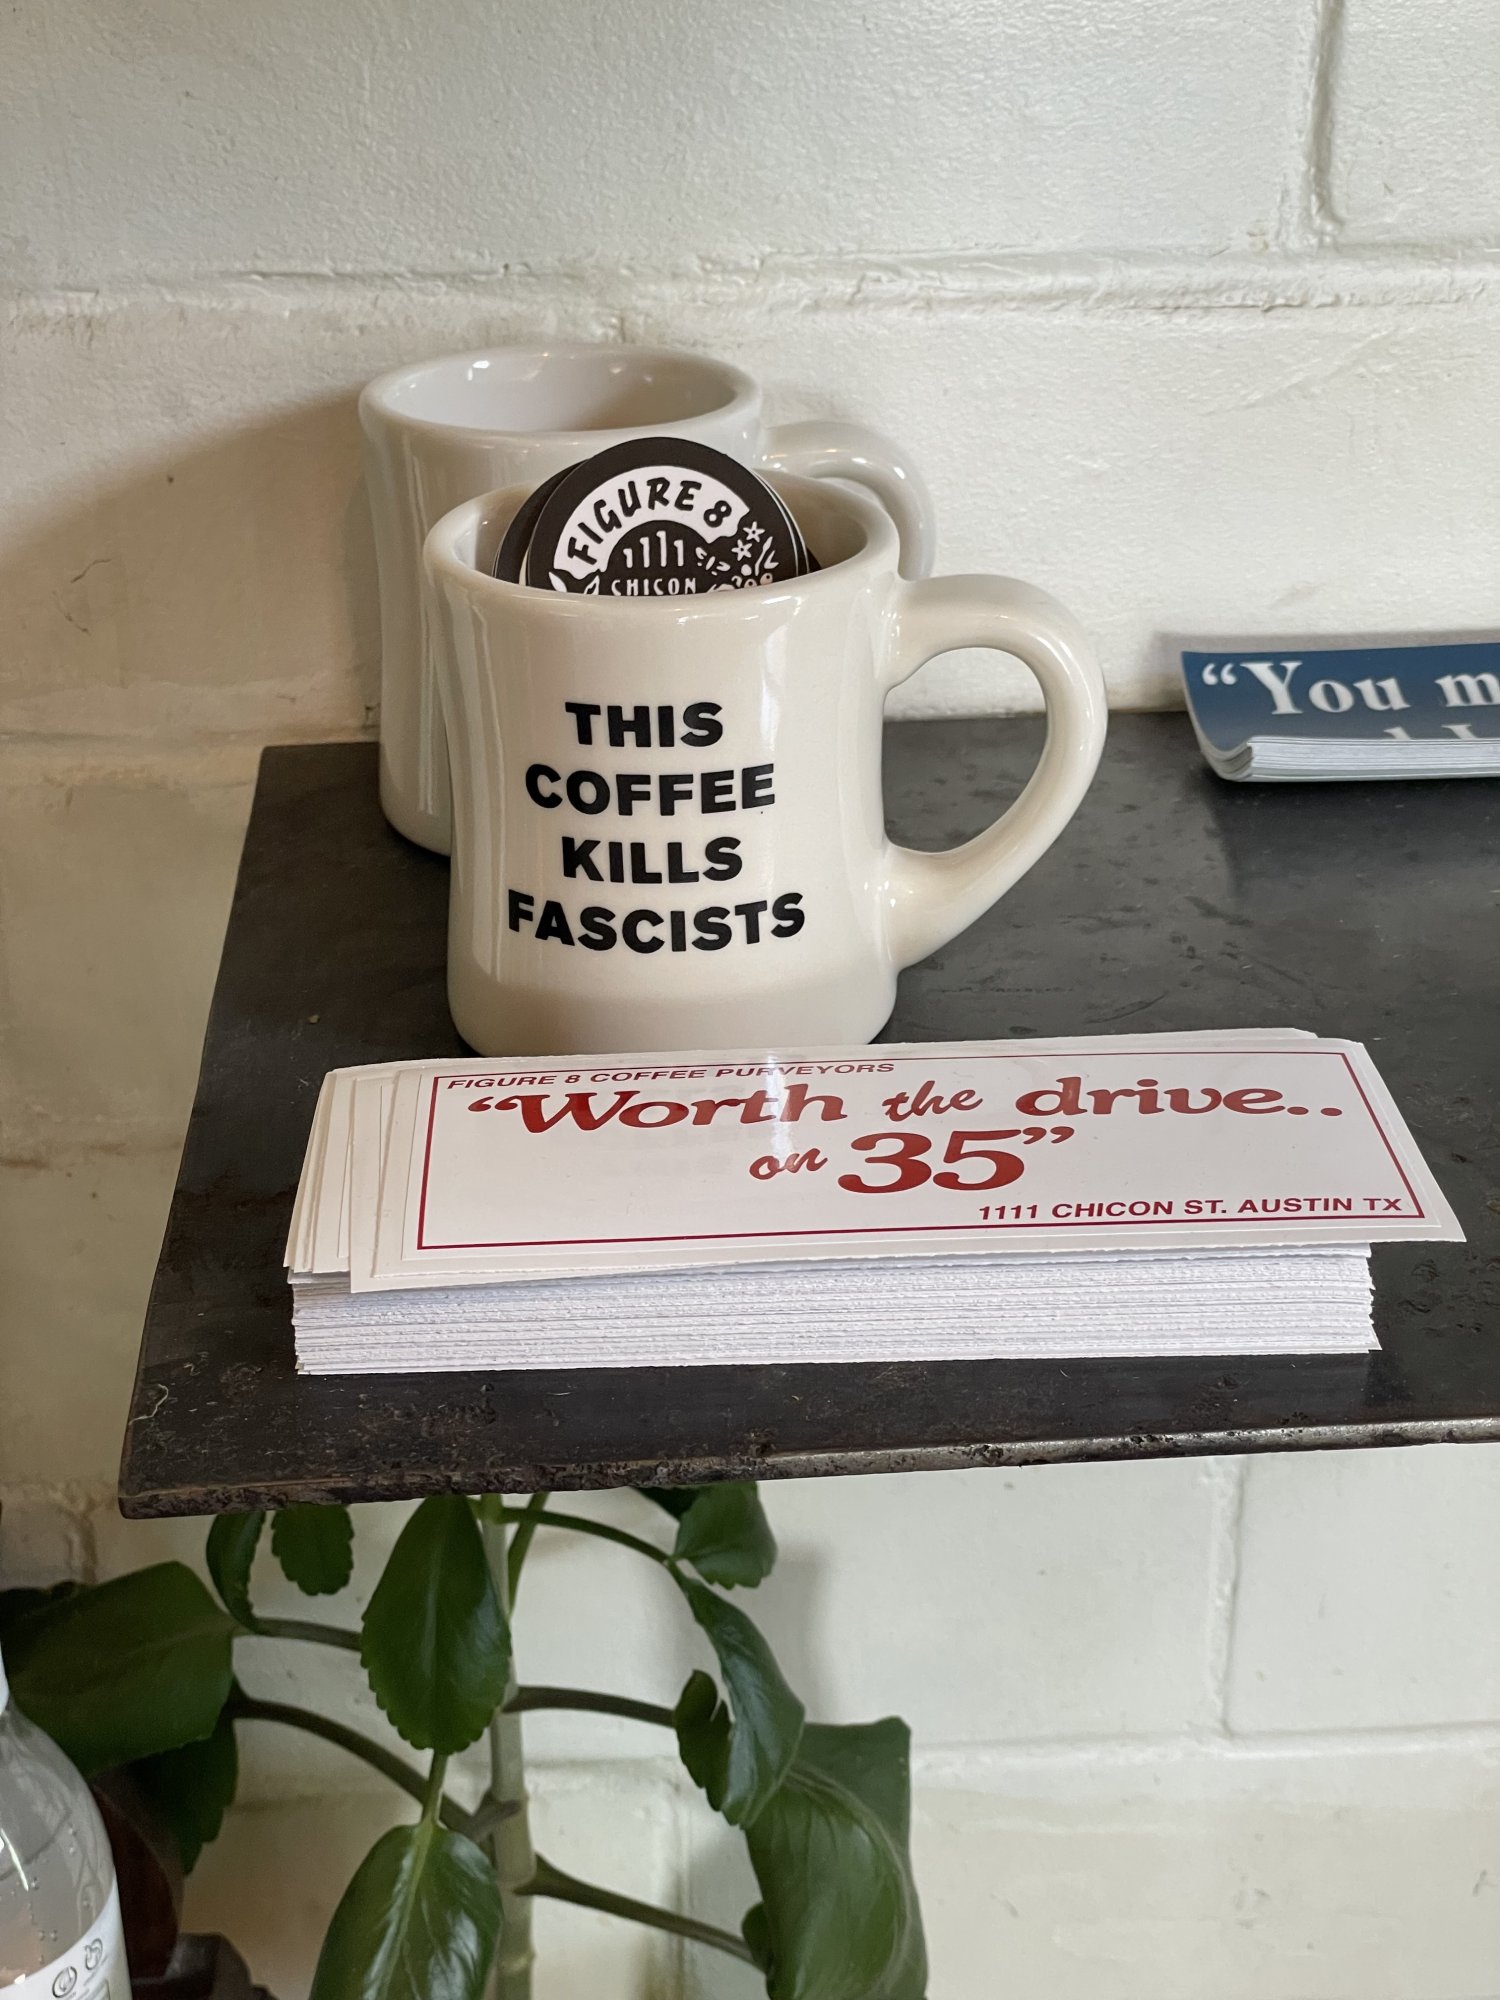 FIGURE 8
1111
CHICON
THIS
COFFEE
KILLS
FASCISTS
“You
FIGURE 8 COFFEE PURVEYORS
“Worth the drive..
on 35”
1111 CHICON ST. AUSTIN TX